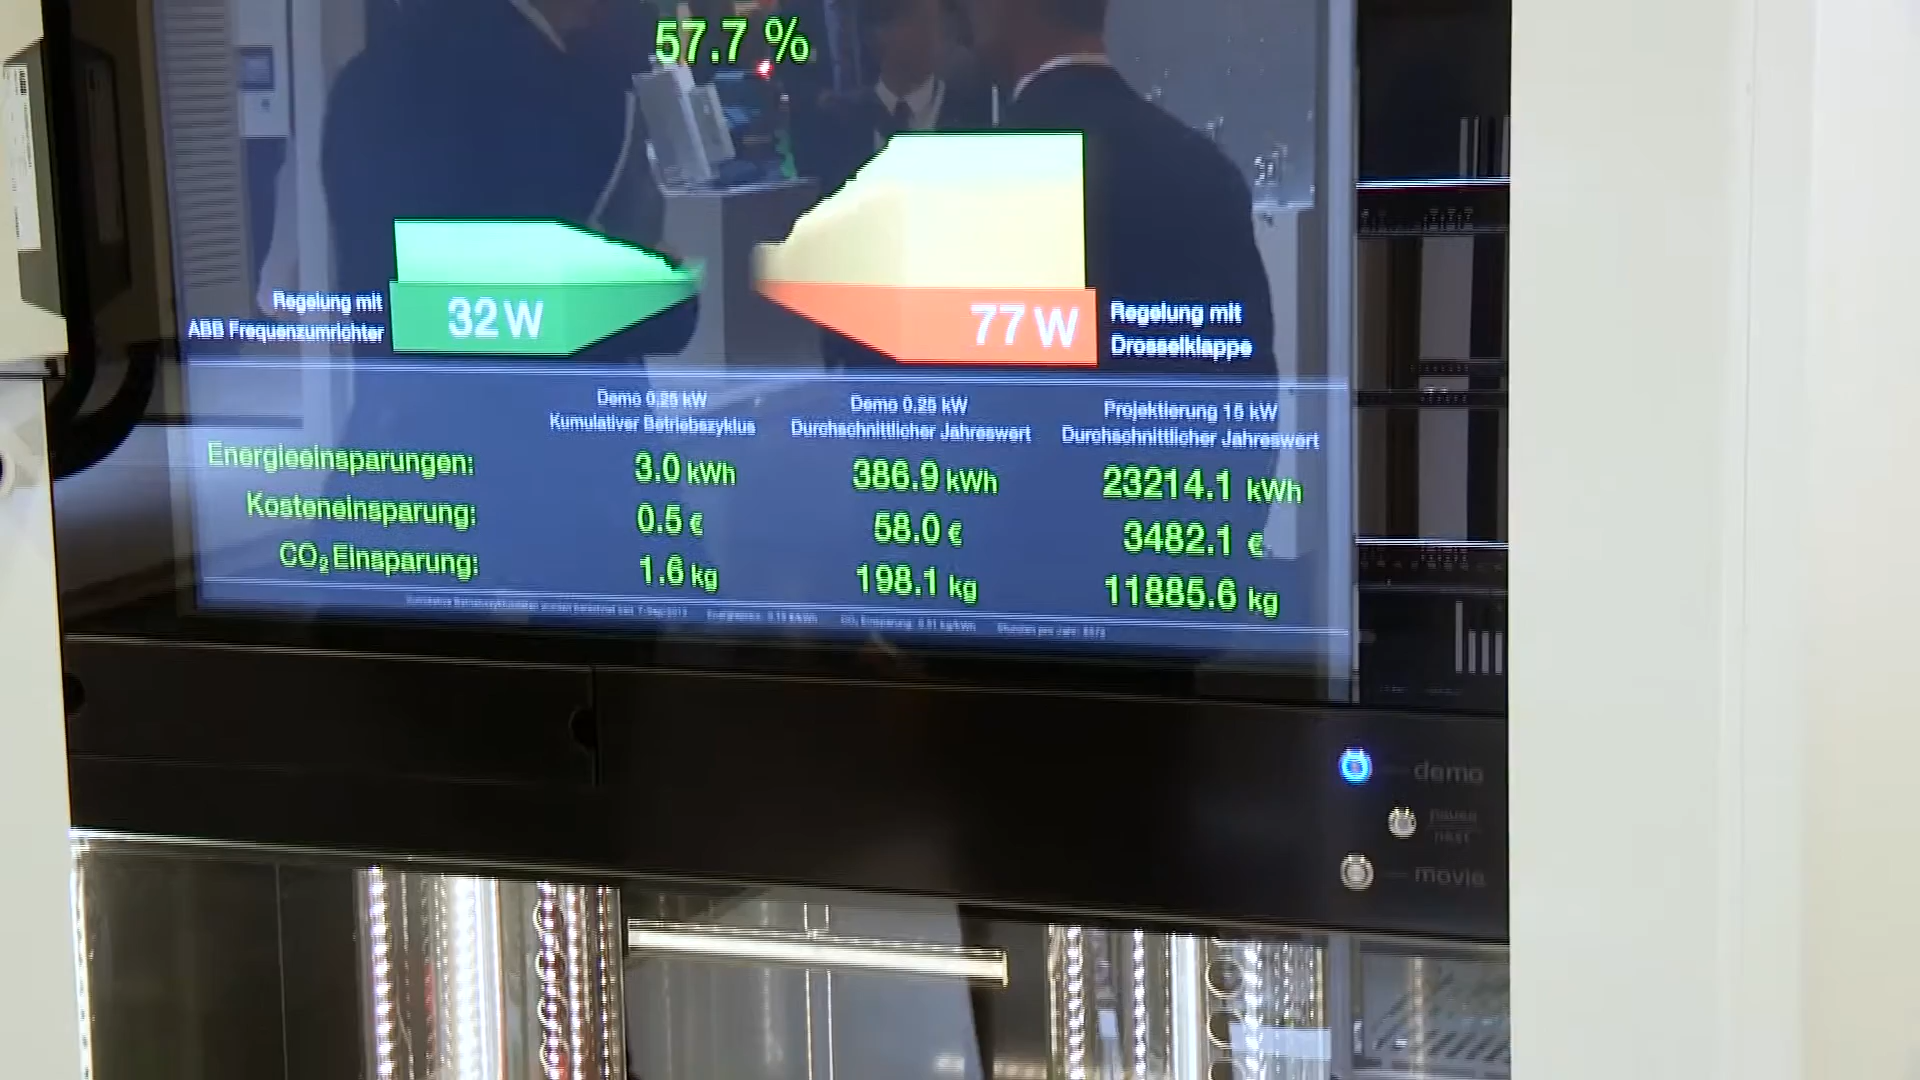 57.7 %
Regelung mit
ABB Frequenzumrichter
32 W
77 W
Regelung mit
Drosselklappe
Demo 0.25 kW
Kumulativer Betriebszyklus
Demo 0.25 kW
Durchschnittlicher Jahreswert
Projektierung 15 kW
Durchschnittlicher Jahreswert
Energieeinsparungen: 3.0 kWh 386.9 kWh 23214.1 kWh
Kosteneinsparung: 0.5 € 58.0 € 3482.1 €
CO₂ Einsparung: 1.6 kg 198.1 kg 11885.6 kg
demo
pause
next
movie